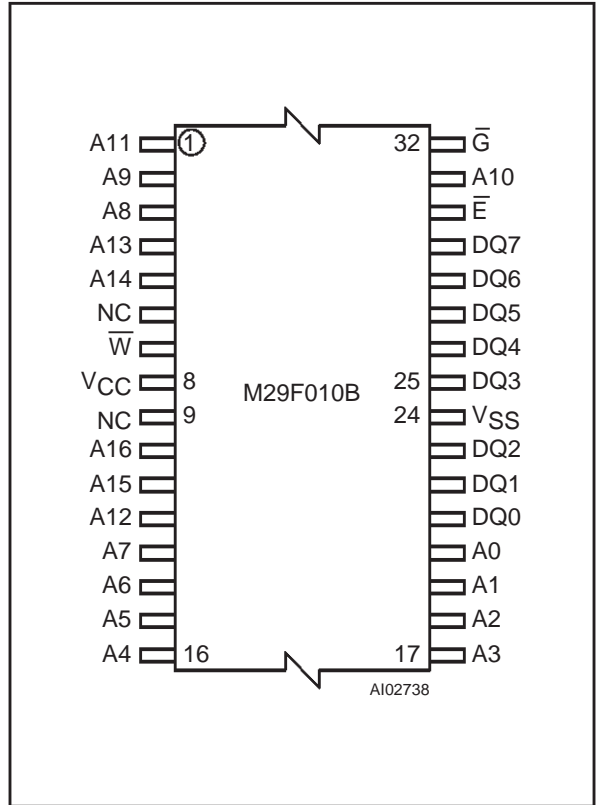 A11 1 32 G̅
A9 A10
A8 E̅
A13 DQ7
A14 DQ6
NC DQ5
W̅ DQ4
VCC 8 M29F010B 25 DQ3
NC 9 24 VSS
A16 DQ2
A15 DQ1
A12 DQ0
A7 A0
A6 A1
A5 A2
A4 16 17 A3
AI02738